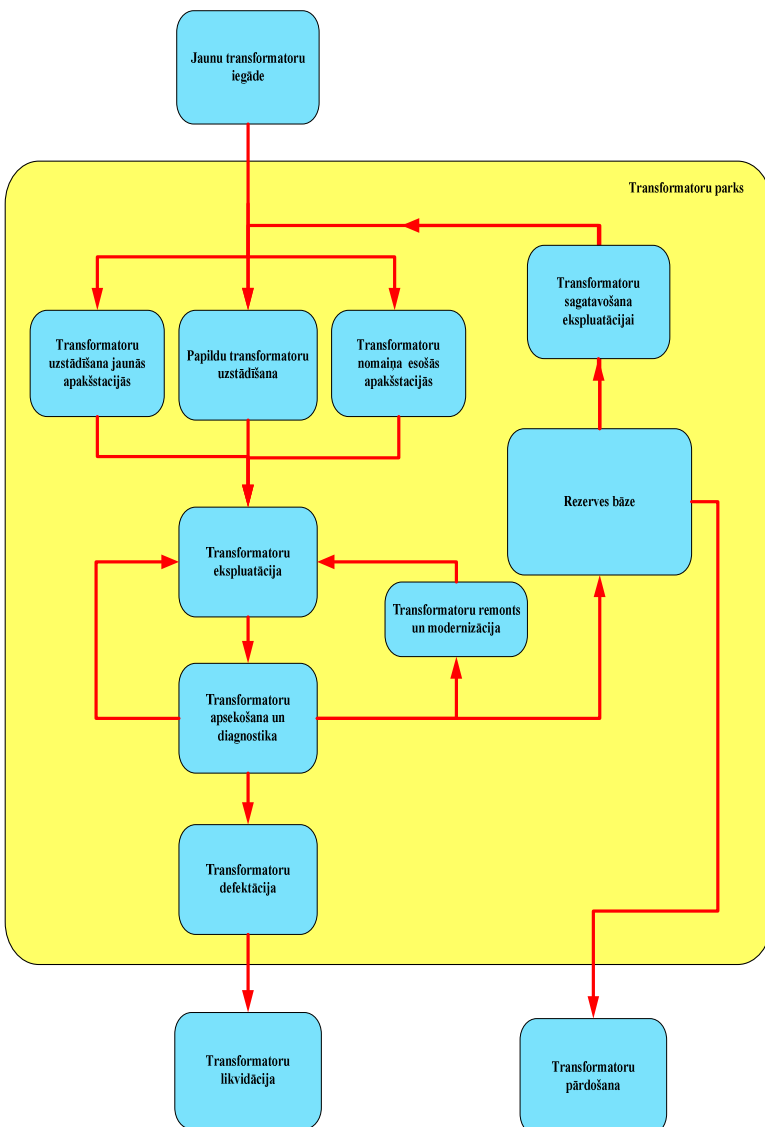 Jaunu transformatoru
iegāde
Transformatoru parks
Transformatoru
sagatavošana
ekspluatācijai
Transformatoru
uzstādīšana jaunās
apakšstacijās
Papildu transformatoru
uzstādīšana
Transformatoru
nomaiņa esošās
apakšstacijās
Rezerves bāze
Transformatoru
ekspluatācija
Transformatoru remonts
un modernizācija
Transformatoru
apsekošana un
diagnostika
Transformatoru
defektācija
Transformatoru
likvidācija
Transformatoru
pārdošana